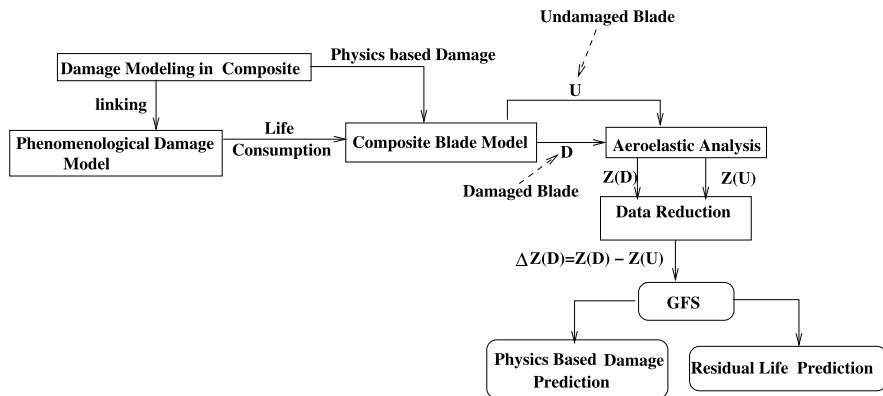 Undamaged Blade
Damage Modeling in Composite
Physics based Damage
U
linking
Phenomenological Damage
Model
Life
Consumption
Composite Blade Model
D
Aeroelastic Analysis
Damaged Blade
Z(D)
Z(U)
Data Reduction
Δ Z(D)=Z(D) − Z(U)
GFS
Physics Based Damage
Prediction
Residual Life Prediction